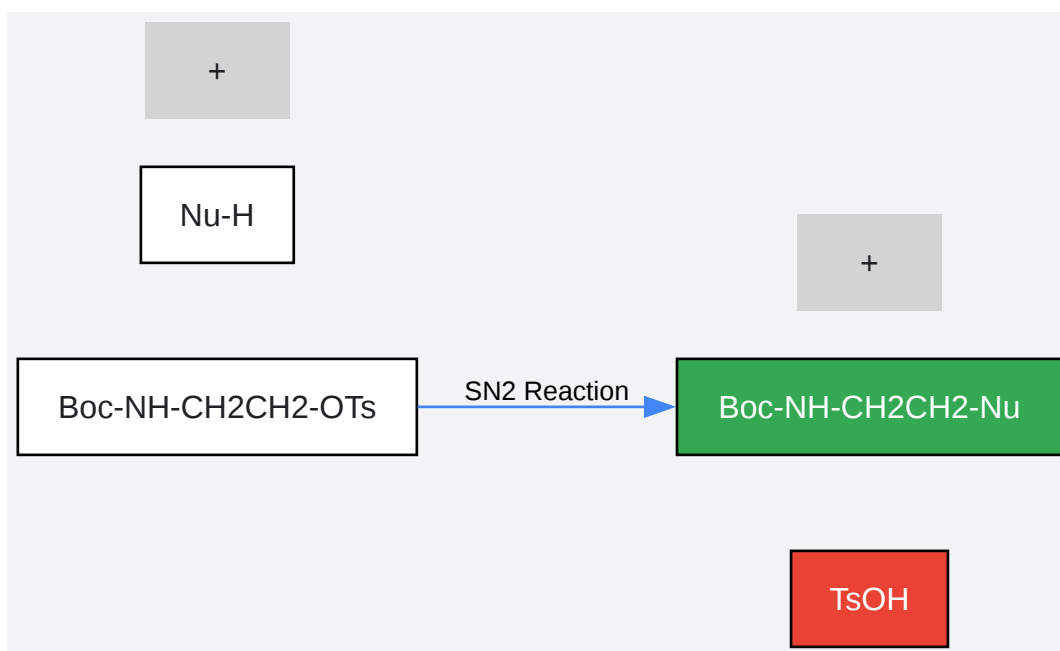 +
Nu-H
+
Boc-NH-CH2CH2-OTs
SN2 Reaction
Boc-NH-CH2CH2-Nu
TsOH